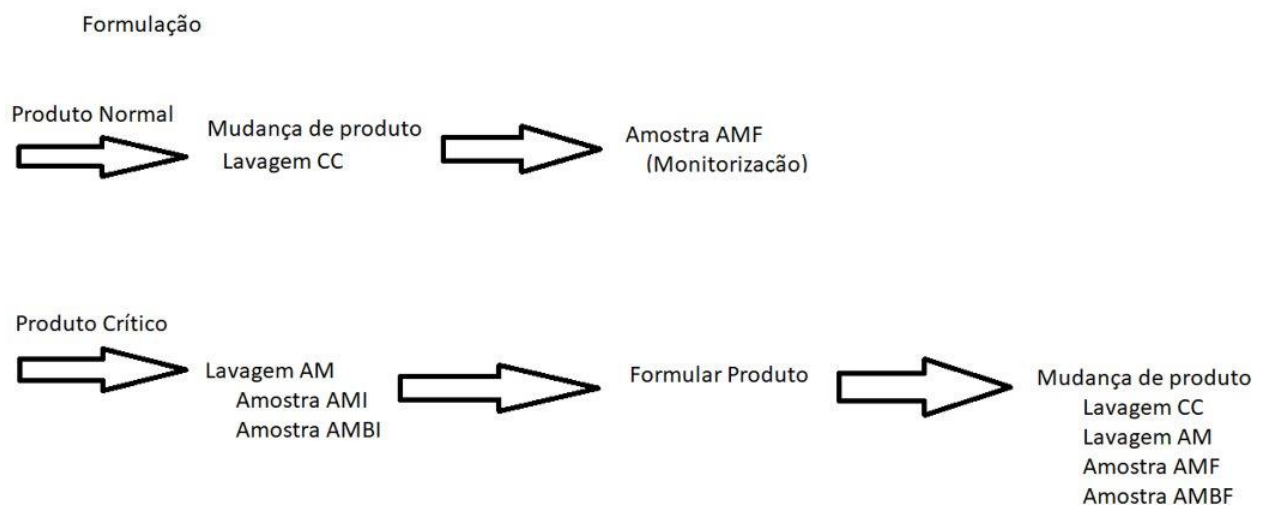 Formulação
Produto Normal
Mudança de produto
Lavagem CC
Amostra AMF
(Monitorização)
Produto Crítico
Lavagem AM
Amostra AMI
Amostra AMBI
Formular Produto
Mudança de produto
Lavagem CC
Lavagem AM
Amostra AMF
Amostra AMBF